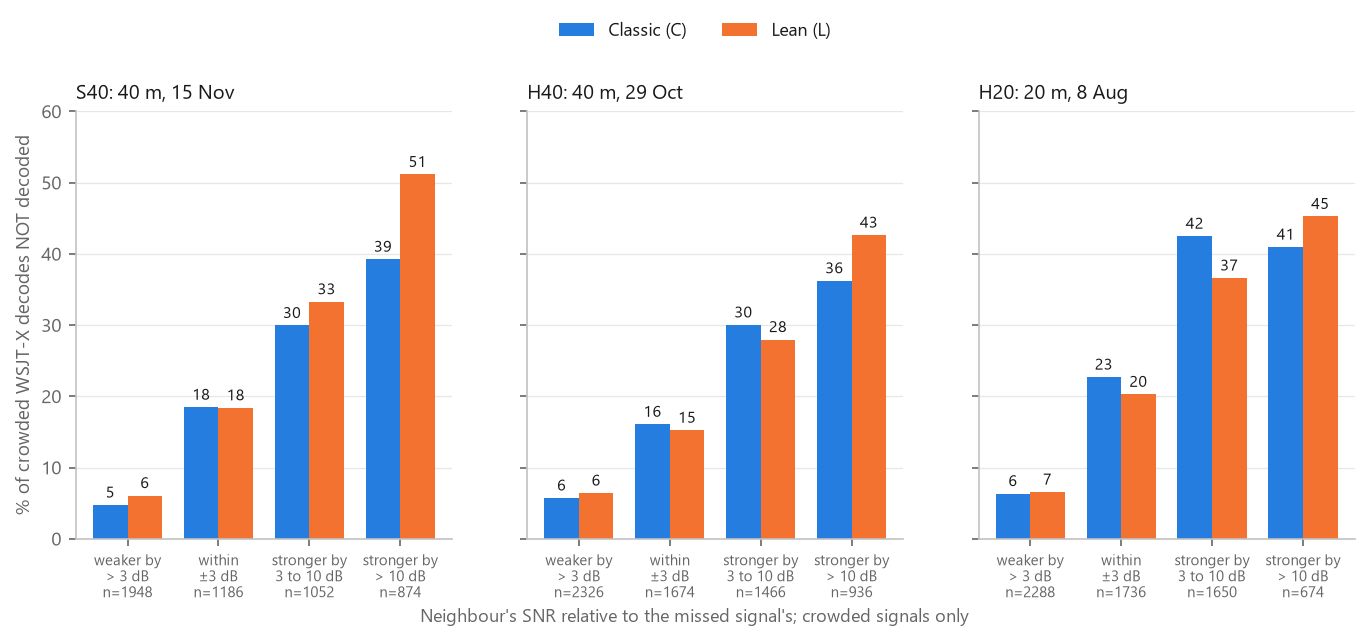 Classic (C) Lean (L)
S40: 40 m, 15 Nov
% of crowded WSJT-X decodes NOT decoded
60
50
40
30
20
10
0
5 6 18 18 30 33 39 51
weaker by within stronger by stronger by
> 3 dB ±3 dB 3 to 10 dB > 10 dB
n=1948 n=1186 n=1052 n=874
H40: 40 m, 29 Oct
6 6 16 15 30 28 36 43
weaker by within stronger by stronger by
> 3 dB ±3 dB 3 to 10 dB > 10 dB
n=2326 n=1674 n=1466 n=936
H20: 20 m, 8 Aug
6 7 23 20 42 37 41 45
weaker by within stronger by stronger by
> 3 dB ±3 dB 3 to 10 dB > 10 dB
n=2288 n=1736 n=1650 n=674
Neighbour's SNR relative to the missed signal's; crowded signals only